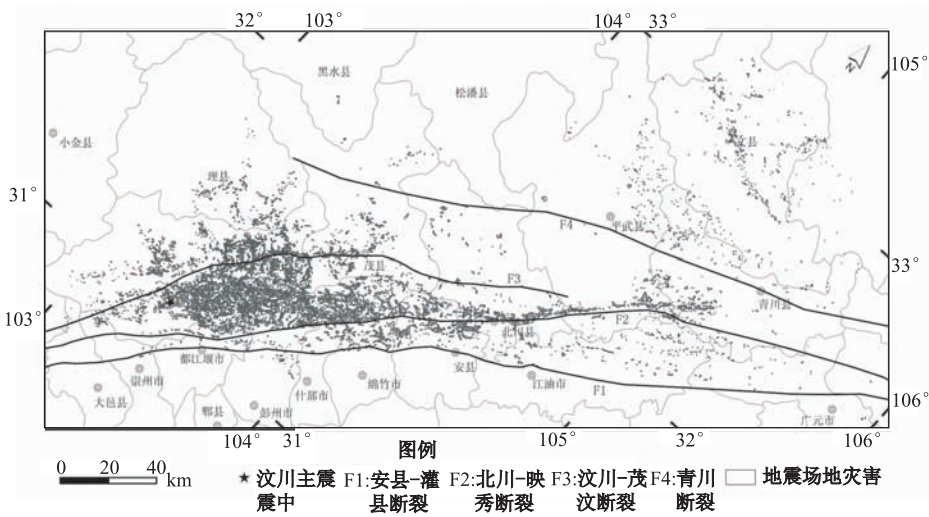 32° 103° 104° 33°
105°
黑水县
松潘县
N
小金县
文县
理县
31°
F4
平武县
茂县
33°
F3
青川县
103°
F2
北川县
都江堰市
安县
崇州市
绵竹市
江油市
F1
什邡市
大邑县
郫县
彭州市
广元市
106°
104° 31° 105° 32° 106°
图例
0 20 40
km
汶川主震 F1:安县-灌 F2:北川-映 F3:汶川-茂 F4:青川 地震场地灾害
震中 县断裂 秀断裂 汶断裂 断裂